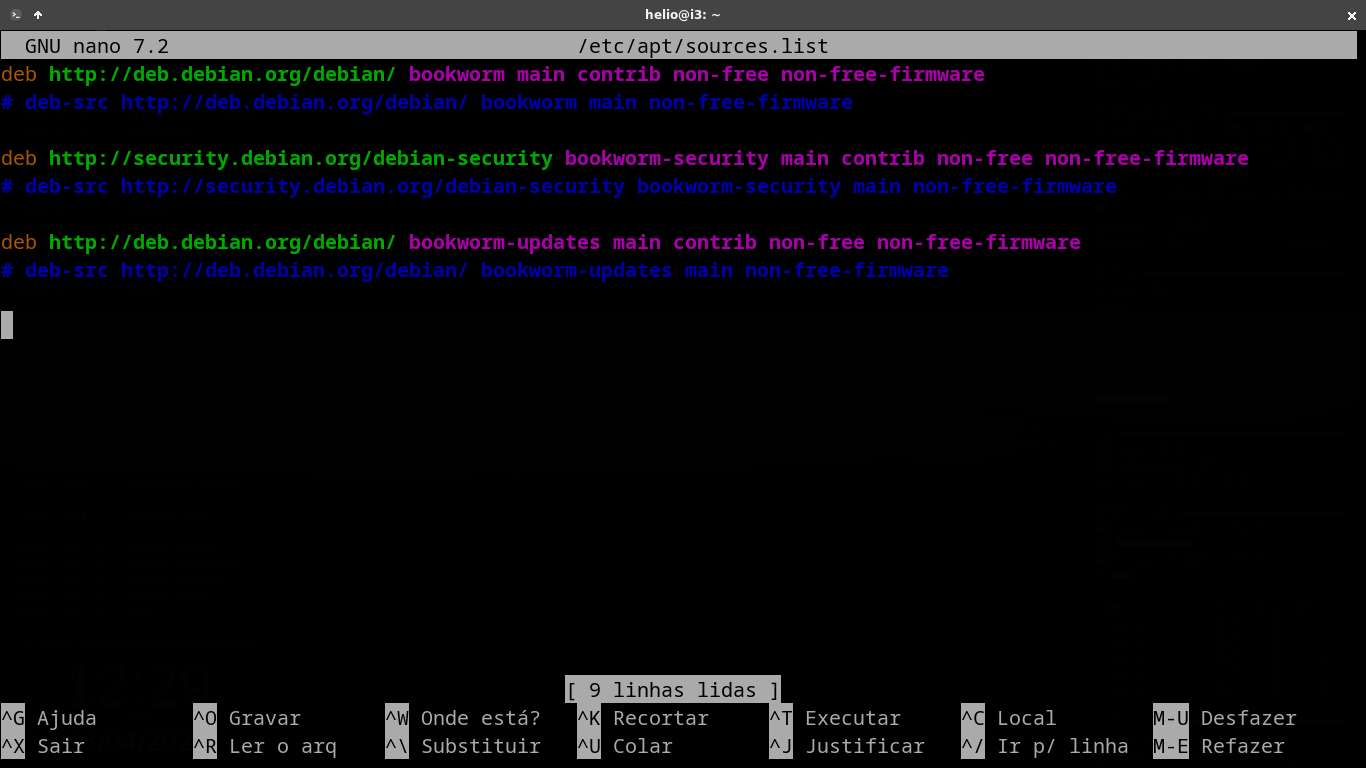 helio@i3: ~
GNU nano 7.2 /etc/apt/sources.list
deb http://deb.debian.org/debian/ bookworm main contrib non-free non-free-firmware
# deb-src http://deb.debian.org/debian/ bookworm main non-free-firmware
deb http://security.debian.org/debian-security bookworm-security main contrib non-free non-free-firmware
# deb-src http://security.debian.org/debian-security bookworm-security main non-free-firmware
deb http://deb.debian.org/debian/ bookworm-updates main contrib non-free non-free-firmware
# deb-src http://deb.debian.org/debian/ bookworm-updates main non-free-firmware
12:29
[ 9 linhas lidas ]
^G Ajuda ^O Gravar ^W Onde está? ^K Recortar ^T Executar ^C Local M-U Desfazer
^X Sair ^R Ler o arq ^\ Substituir ^U Colar ^J Justificar ^/ Ir p/ linha M-E Refazer